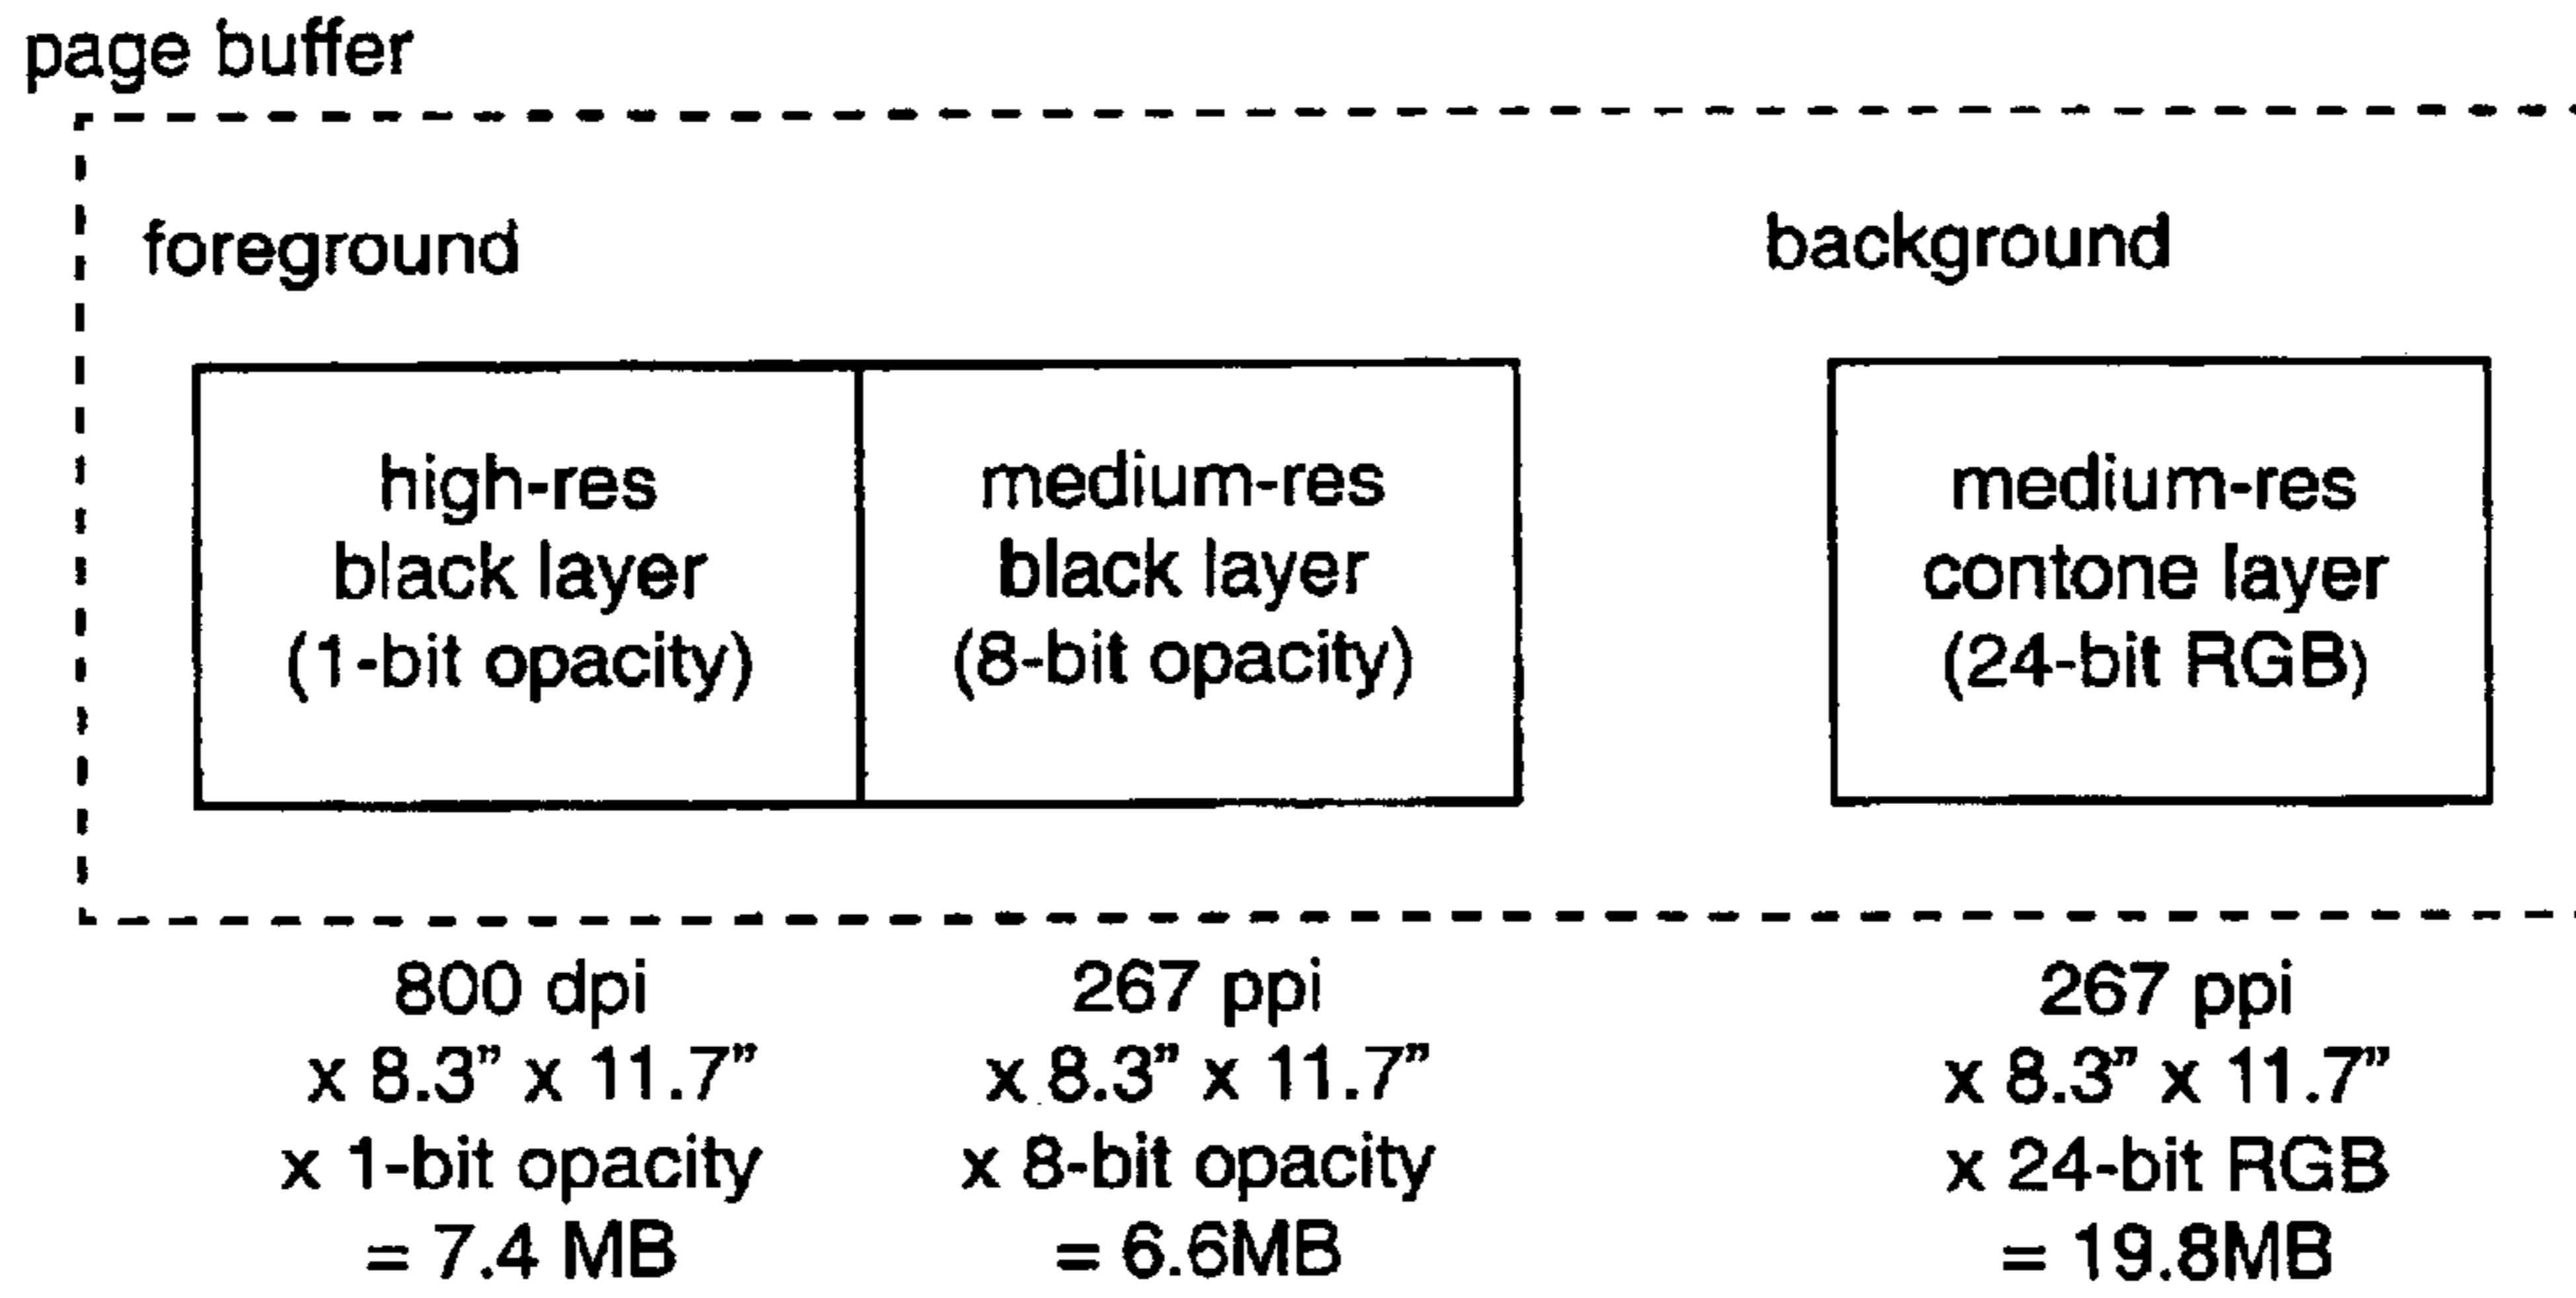 page buffer
foreground
background
high-res
black layer
(1-bit opacity)
medium-res
black layer
(8-bit opacity)
medium-res
contone layer
(24-bit RGB)
800 dpi
x 8.3” x 11.7”
x 1-bit opacity
= 7.4 MB
267 ppi
x 8.3” x 11.7”
x 8-bit opacity
= 6.6MB
267 ppi
x 8.3” x 11.7”
x 24-bit RGB
= 19.8MB